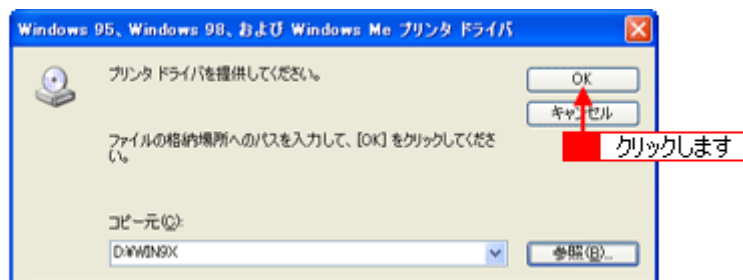 Windows 95、Windows 98、および Windows Me プリンタ ドライバ
プリンタ ドライバを提供してください。
OK
キャンセル
クリックします
ファイルの格納場所へのパスを入力して、[OK] をクリックしてくださ
い。
コピー元(C):
D:¥WIN9X
参照(B)...